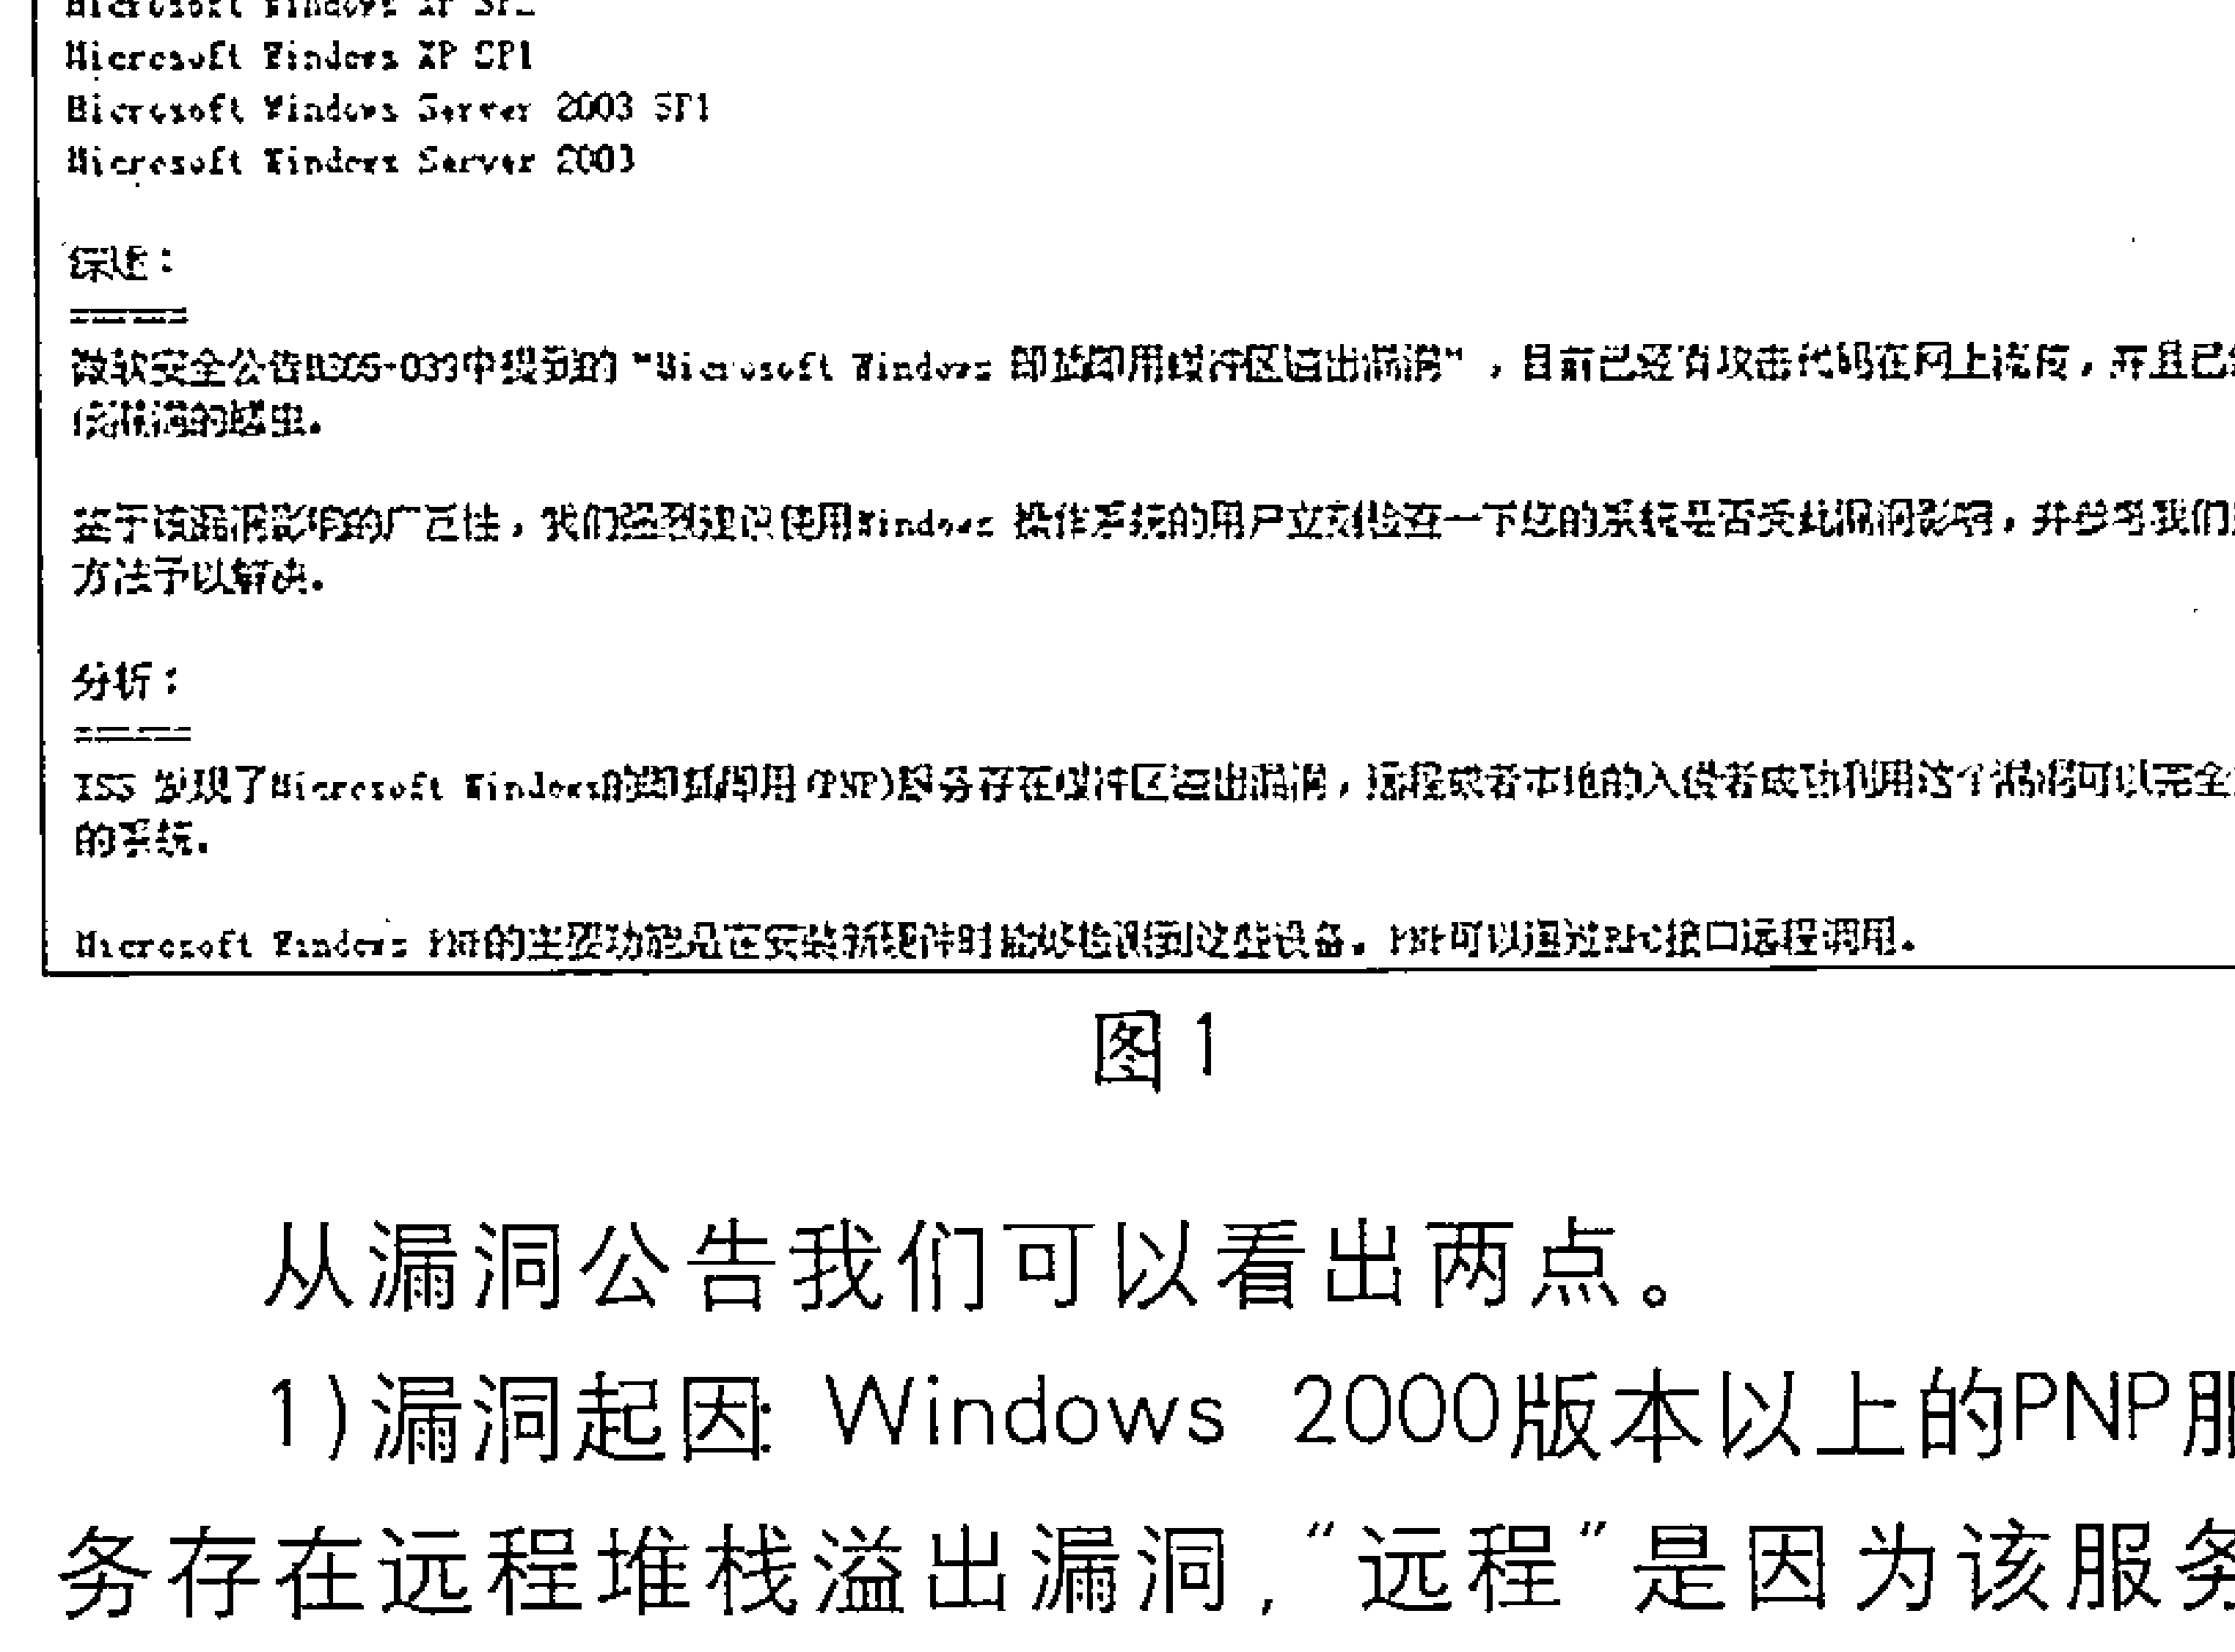 Microsoft Windows XP
Microsoft Windows XP SP1
Microsoft Windows Server 2003 SP1
Microsoft Windows Server 2003
综述：
======
微软安全公告MS05-039中提到的“Microsoft Windows 即插即用缓冲区溢出漏洞”，目前已经有攻击代码在网上流传，并且已
该漏洞的蠕虫。
鉴于该漏洞影响的广泛性，我们强烈建议使用Windows 操作系统的用户立刻检查一下您的系统是否受此漏洞影响，并参考我们
方法予以解决。
分析：
======
ISS 发现了Microsoft Windows的即插即用(PNP)服务存在缓冲区溢出漏洞，远程或者本地的入侵者成功利用这个漏洞可以完全
的系统。
Microsoft Windows PNP的主要功能是在安装新硬件时能够检测到这些设备。PNP可以通过RPC接口远程调用。
图1
从漏洞公告我们可以看出两点。
1)漏洞起因: Windows 2000版本以上的PNP服
务存在远程堆栈溢出漏洞,“远程”是因为该服务